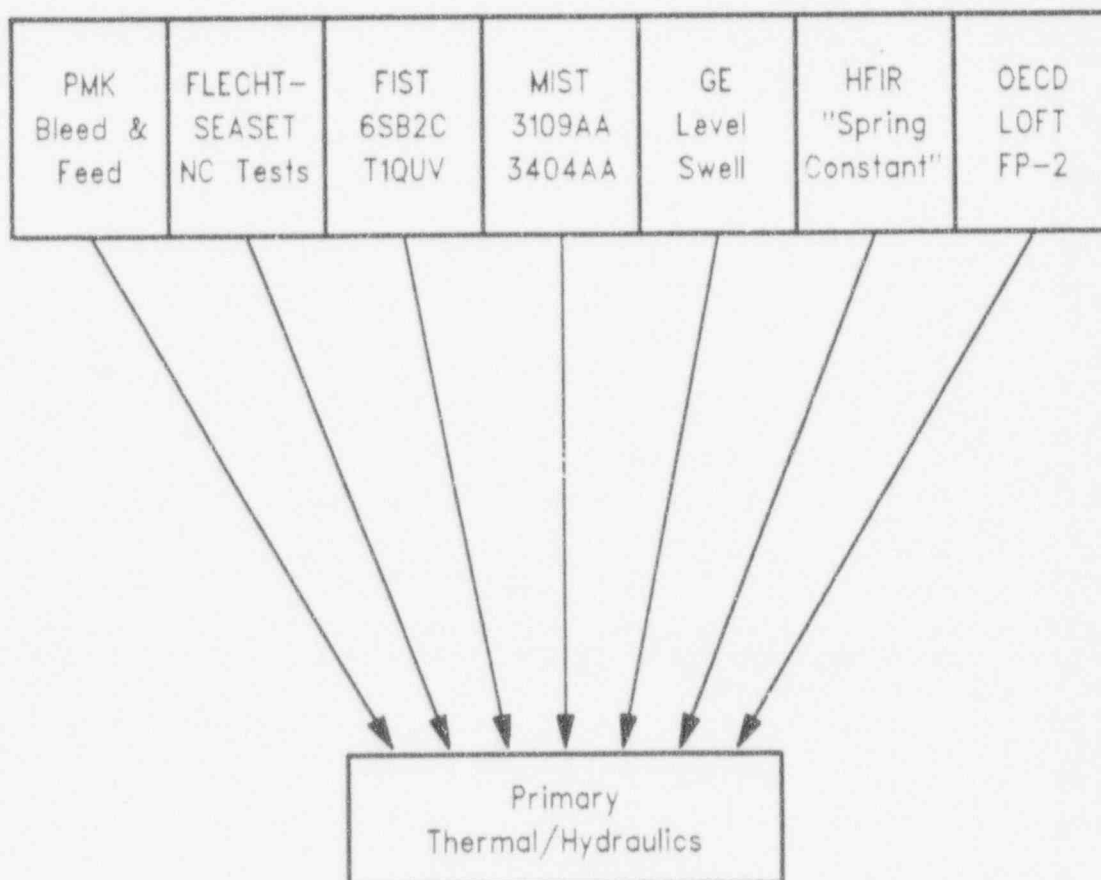 PMK
Bleed &
Feed
FLECHT-
SEASET
NC Tests
FIST
6SB2C
T1QUV
MIST
3109AA
3404AA
GE
Level
Swell
HFIR
"Spring
Constant"
OECD
LOFT
FP-2
Primary
Thermal/Hydraulics